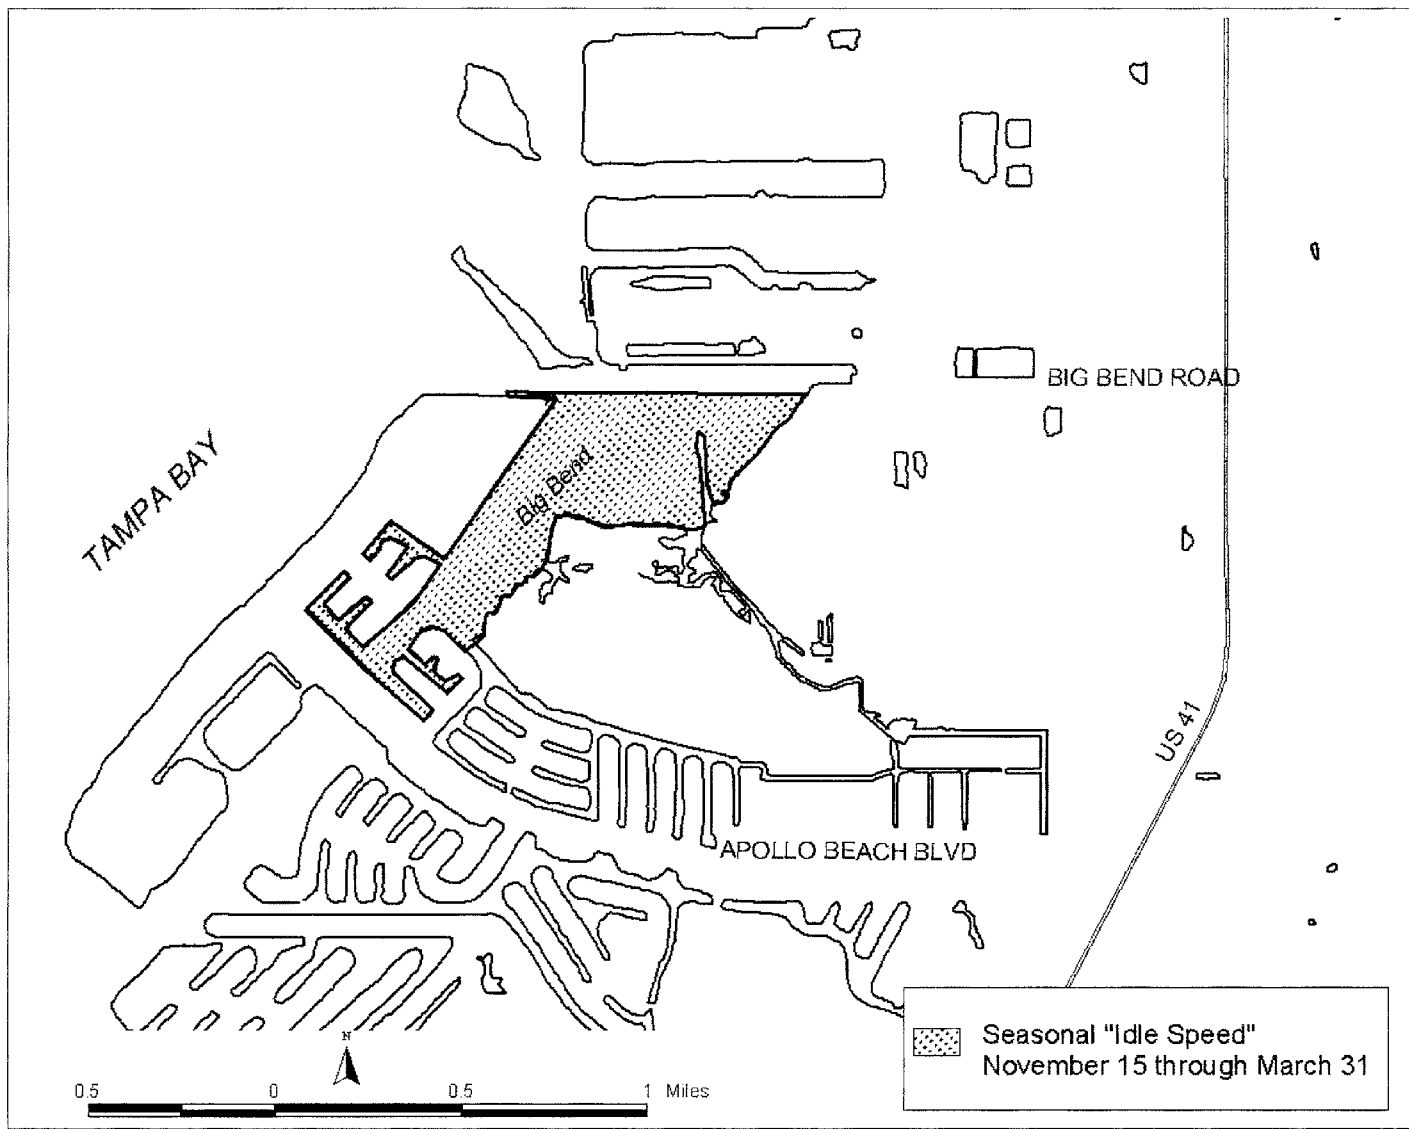 BIG BEND ROAD
TAMPA BAY
Big Bend
US 41
APOLLO BEACH BLVD
Seasonal "Idle Speed"
November 15 through March 31
N
0.5 0 0.5 1 Miles